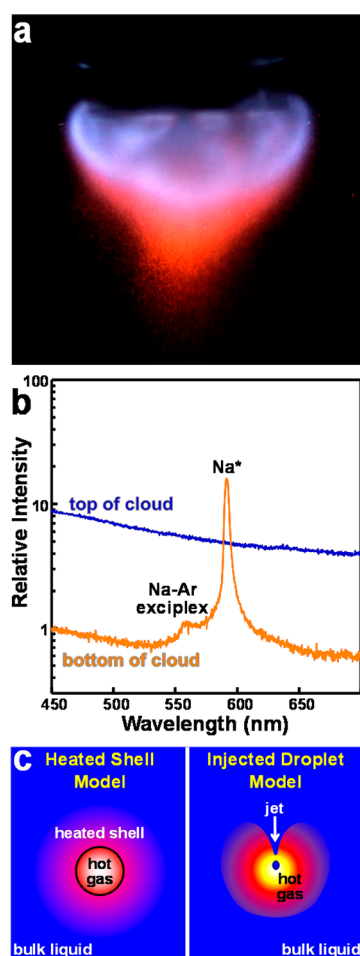 a
b
100
10
1
Relative Intensity
Na*
top of cloud
Na-Ar
exciplex
bottom of cloud
450 500 550 600 650
Wavelength (nm)
c
Heated Shell
Model
heated shell
hot
gas
bulk liquid
Injected Droplet
Model
jet
hot
gas
bulk liquid